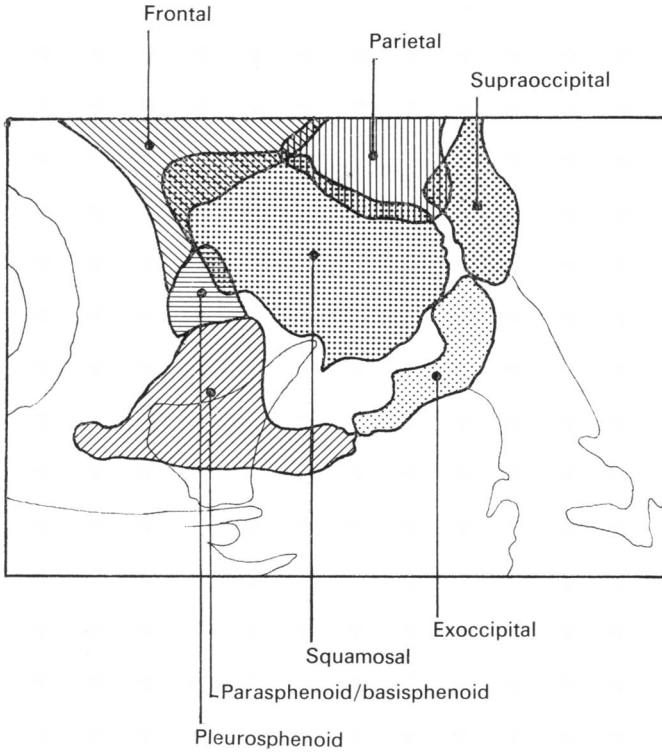 Frontal
Parietal
Supraoccipital
Exoccipital
Squamosal
Parasphenoid/basisphenoid
Pleurosphenoid